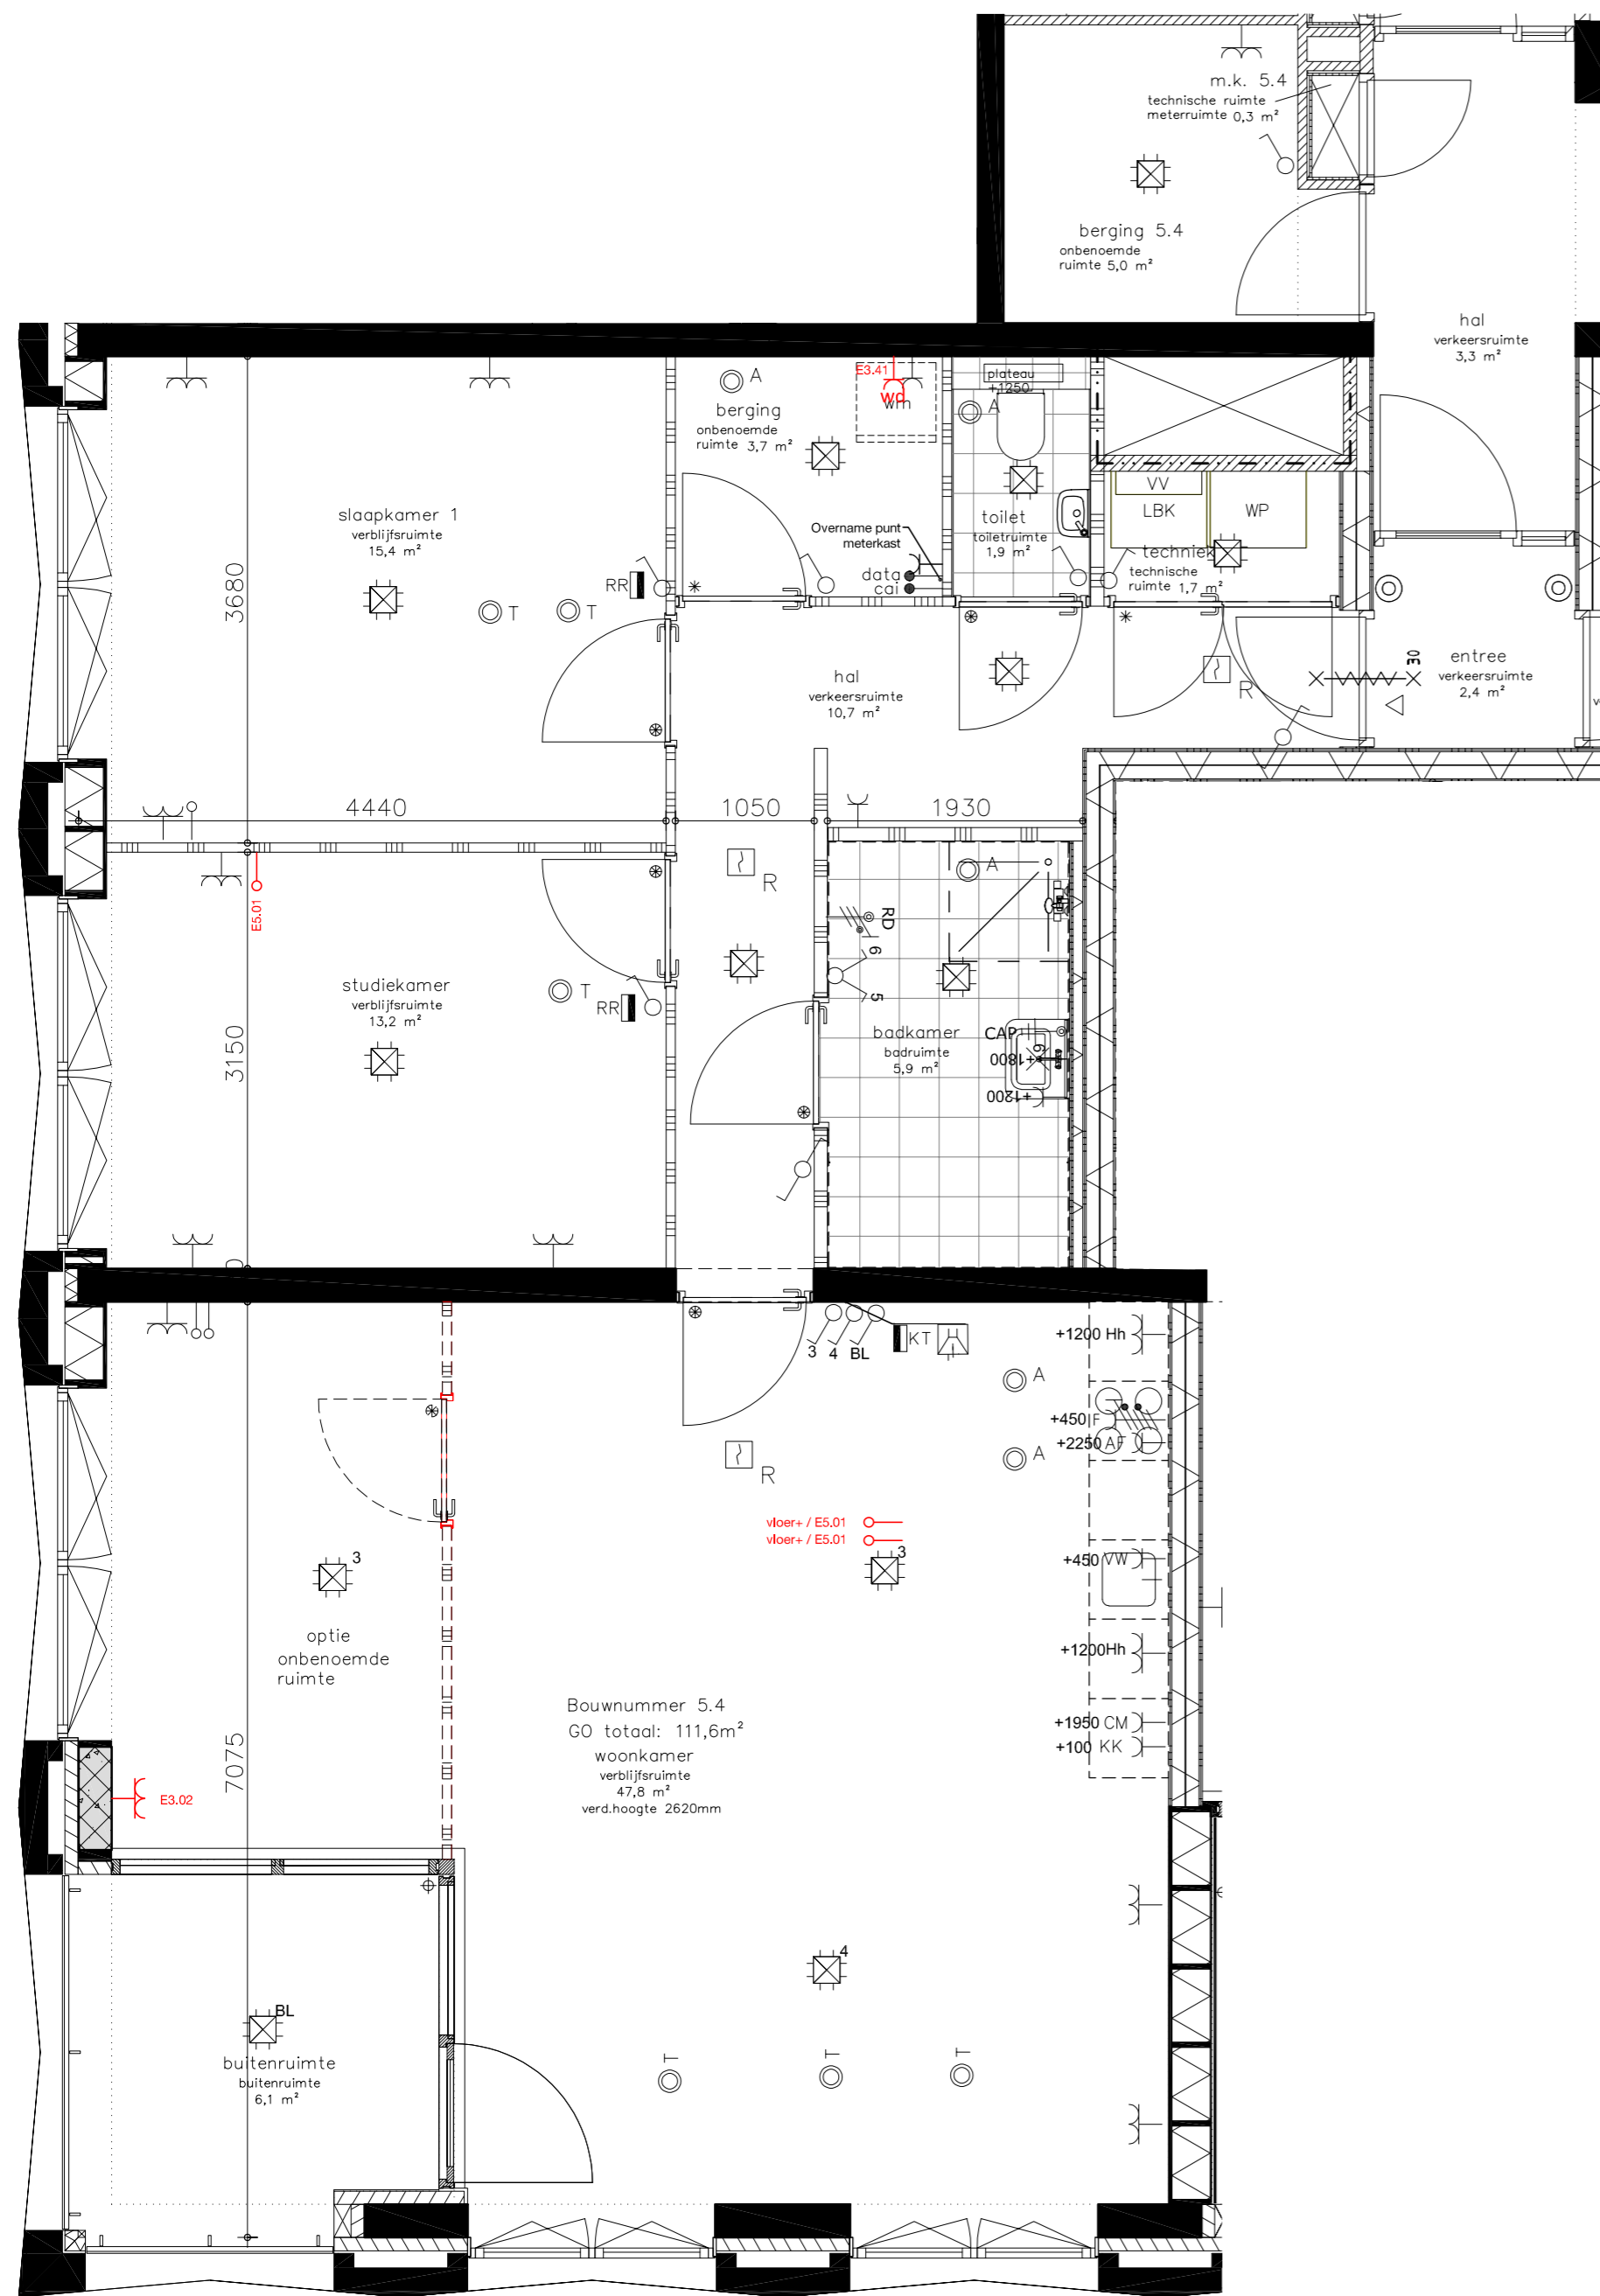 m.k. 5.4
technische ruimte
meterruimte 0,3 m²
berging 5.4
onbenoemde
ruimte 5,0 m²
hal
verkeersruimte
3,3 m²
A
berging
onbenoemde
ruimte 3,7 m²
E3.41
wd
wm
plateau
+1250
A
slaapkamer 1
verblijfsruimte
15,4 m²
Overname punt
meterkast
data
cai
toilet
toiletruimte
1,9 m²
VV
LBK
WP
techniek
technische
ruimte 1,7 m²
3680
RR
T
T
hal
verkeersruimte
10,7 m²
R
30
entree
verkeersruimte
2,4 m²
4440
1050
1930
E5.01
R
A
RD
6
5
studiekamer
verblijfsruimte
13,2 m²
T
RR
3150
badkamer
badruimte
5,9 m²
CAP
6
+1800
+1200
3
4
BL
KT
+1200 Hh
A
+450 F
+2250 AF
A
R
vloer+ / E5.01
vloer+ / E5.01
3
3
+450 VW
optie
onbenoemde
ruimte
+1200Hh
Bouwnummer 5.4
GO totaal: 111,6m²
woonkamer
verblijfsruimte
47,8 m²
verd.hoogte 2620mm
+1950 CM
+100 KK
7075
E3.02
4
BL
buitenruimte
buitenruimte
6,1 m²
T
T
T